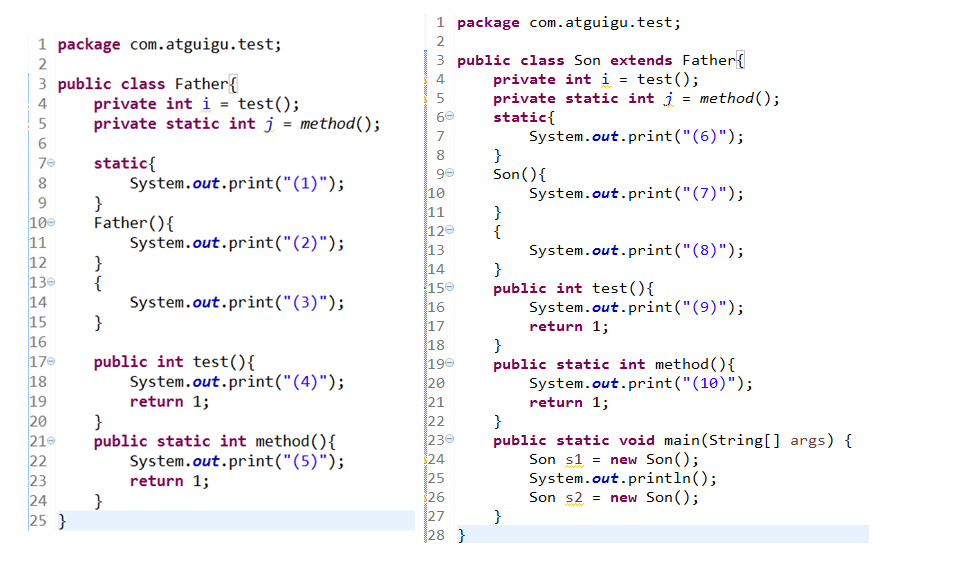 1 package com.atguigu.test;
2
3 public class Father{
4 private int i = test();
5 private static int j = method();
6
7 static{
8 System.out.print("(1)");
9 }
10 Father(){
11 System.out.print("(2)");
12 }
13 {
14 System.out.print("(3)");
15 }
16
17 public int test(){
18 System.out.print("(4)");
19 return 1;
20 }
21 public static int method(){
22 System.out.print("(5)");
23 return 1;
24 }
25 }
1 package com.atguigu.test;
2
3 public class Son extends Father{
4 private int i = test();
5 private static int j = method();
6 static{
7 System.out.print("(6)");
8 }
9 Son(){
10 System.out.print("(7)");
11 }
12 {
13 System.out.print("(8)");
14 }
15 public int test(){
16 System.out.print("(9)");
17 return 1;
18 }
19 public static int method(){
20 System.out.print("(10)");
21 return 1;
22 }
23 public static void main(String[] args) {
24 Son s1 = new Son();
25 System.out.println();
26 Son s2 = new Son();
27 }
28 }